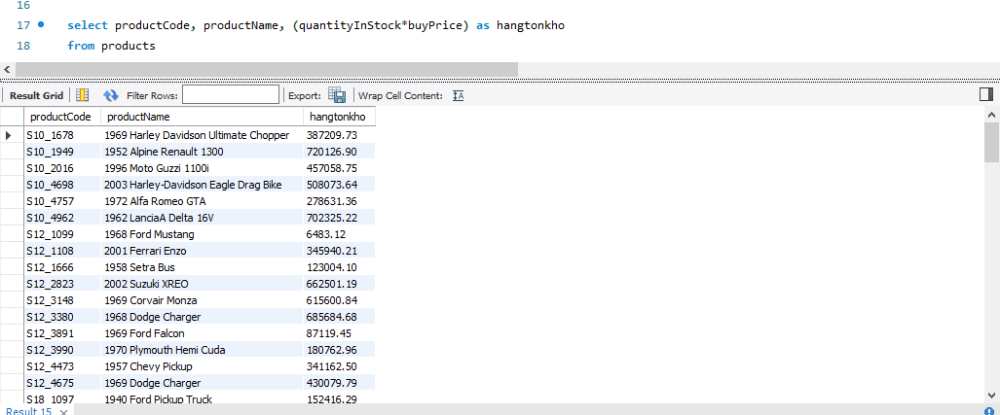 16
17 select productCode, productName, (quantityInStock*buyPrice) as hangtonkho
18 from products
Result Grid Filter Rows: Export: Wrap Cell Content:
productCode productName hangtonkho
S10_1678 1969 Harley Davidson Ultimate Chopper 387209.73
S10_1949 1952 Alpine Renault 1300 720126.90
S10_2016 1996 Moto Guzzi 1100i 457058.75
S10_4698 2003 Harley-Davidson Eagle Drag Bike 508073.64
S10_4757 1972 Alfa Romeo GTA 278631.36
S10_4962 1962 LanciaA Delta 16V 702325.22
S12_1099 1968 Ford Mustang 6483.12
S12_1108 2001 Ferrari Enzo 345940.21
S12_1666 1958 Setra Bus 123004.10
S12_2823 2002 Suzuki XREO 662501.19
S12_3148 1969 Corvair Monza 615600.84
S12_3380 1968 Dodge Charger 685684.68
S12_3891 1969 Ford Falcon 87119.45
S12_3990 1970 Plymouth Hemi Cuda 180762.96
S12_4473 1957 Chevy Pickup 341162.50
S12_4675 1969 Dodge Charger 430079.79
S18_1097 1940 Ford Pickup Truck 152416.29
Result 15